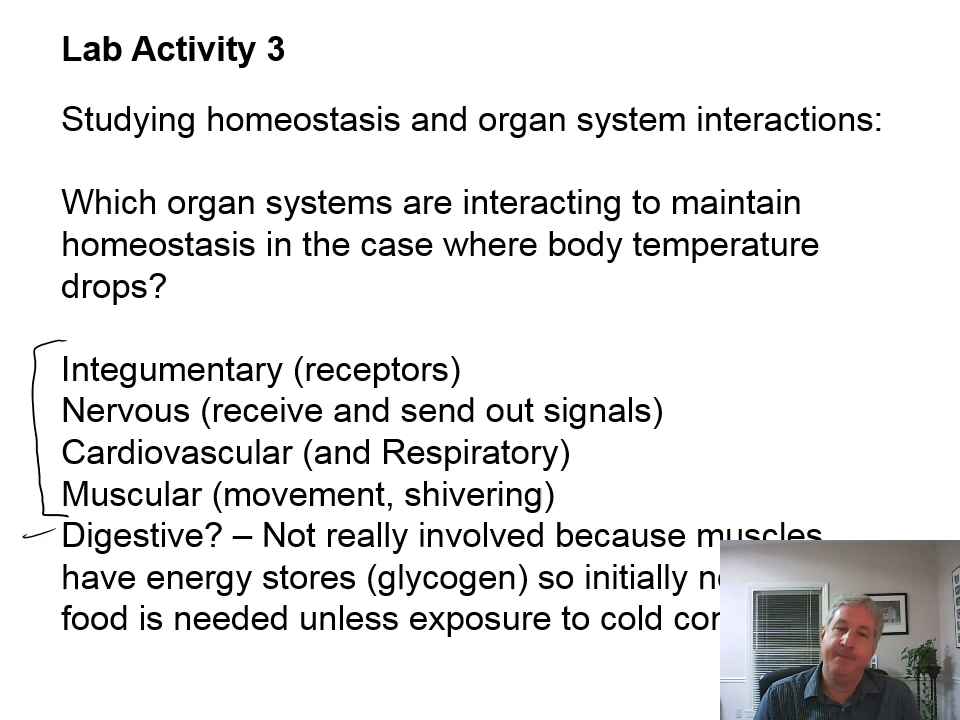 Lab Activity 3
Studying homeostasis and organ system interactions:
Which organ systems are interacting to maintain
homeostasis in the case where body temperature
drops?
Integumentary (receptors)
Nervous (receive and send out signals)
Cardiovascular (and Respiratory)
Muscular (movement, shivering)
Digestive? – Not really involved because muscles
have energy stores (glycogen) so initially
food is needed unless exposure to cold